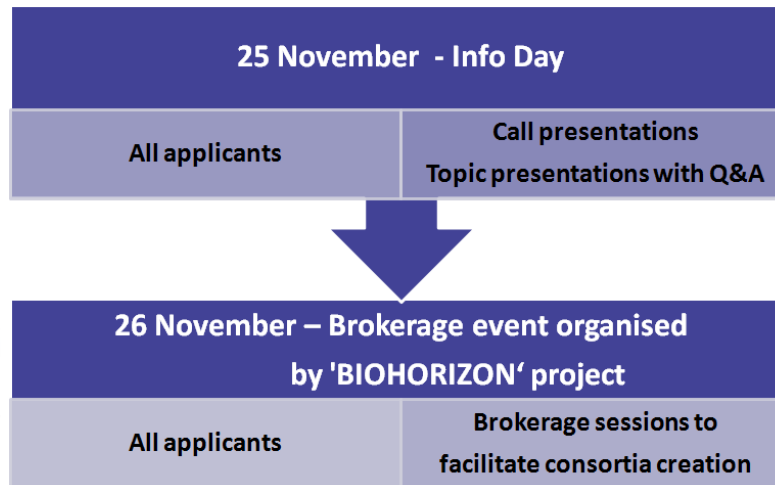 25 November - Info Day
All applicants
Call presentations
Topic presentations with Q&A
26 November – Brokerage event organised
by 'BIOHORIZON‘ project
All applicants
Brokerage sessions to
facilitate consortia creation